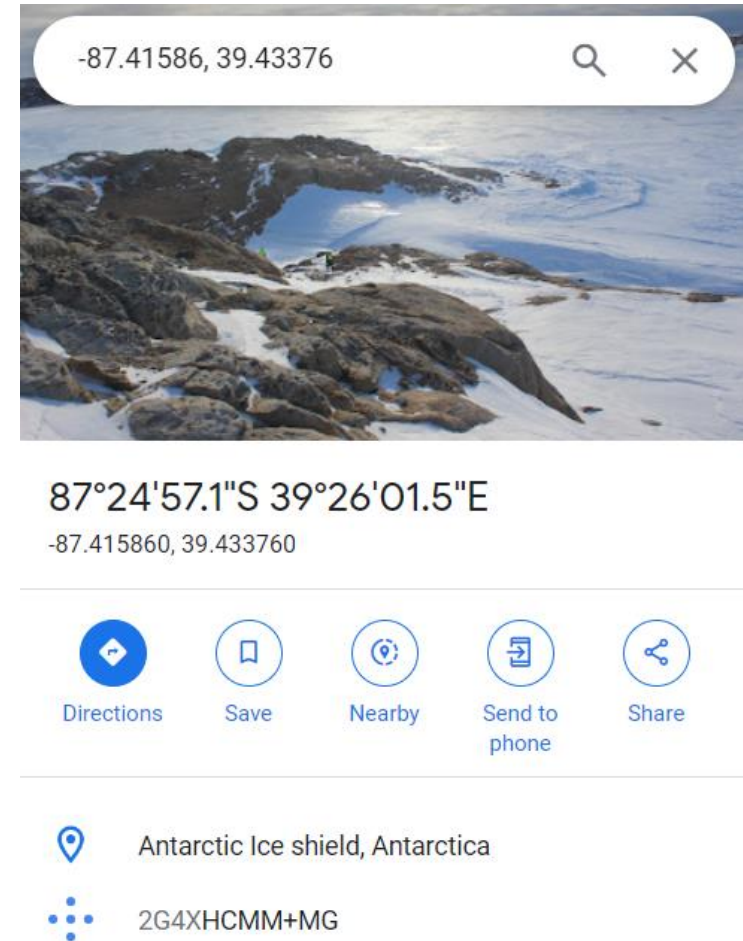 -87.41586, 39.43376
87°24'57.1"S 39°26'01.5"E
-87.415860, 39.433760
Directions
Save
Nearby
Send to
phone
Share
Antarctic Ice shield, Antarctica
2G4XHCMM+MG